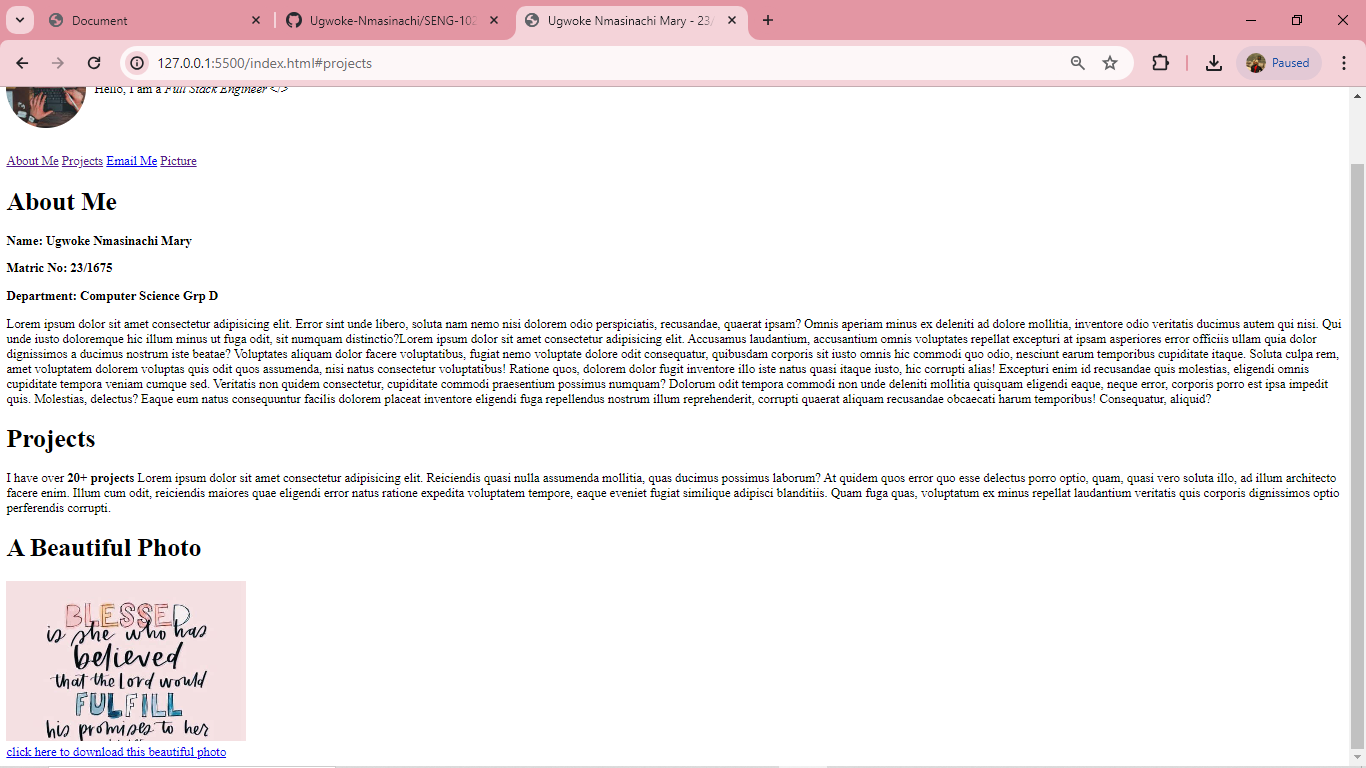 Document
Ugwoke-Nmasinachi/SENG-102
Ugwoke Nmasinachi Mary - 23/
127.0.0.1:5500/index.html#projects
Paused
Hello, I am a Full Stack Engineer </>
About Me Projects Email Me Picture
About Me
Name: Ugwoke Nmasinachi Mary
Matric No: 23/1675
Department: Computer Science Grp D
Lorem ipsum dolor sit amet consectetur adipisicing elit. Error sint unde libero, soluta nam nemo nisi dolorem odio perspiciatis, recusandae, quaerat ipsam? Omnis aperiam minus ex deleniti ad dolore mollitia, inventore odio veritatis ducimus autem qui nisi. Qui
unde iusto doloremque hic illum minus ut fuga odit, sit numquam distinctio?Lorem ipsum dolor sit amet consectetur adipisicing elit. Accusamus laudantium, accusantium omnis voluptates repellat excepturi at ipsam asperiores error officiis ullam quia dolor
dignissimos a ducimus nostrum iste beatae? Voluptates aliquam dolor facere voluptatibus, fugiat nemo voluptate dolore odit consequatur, quibusdam corporis sit iusto omnis hic commodi quo odio, nesciunt earum temporibus cupiditate itaque. Soluta culpa rem,
amet voluptatem dolorem voluptas quis odit quos assumenda, nisi natus consectetur voluptatibus! Ratione quos, dolorem dolor fugit inventore illo iste natus quasi itaque iusto, hic corrupti alias! Excepturi enim id recusandae quis molestias, eligendi omnis
cupiditate tempora veniam cumque sed. Veritatis non quidem consectetur, cupiditate commodi praesentium possimus numquam? Dolorum odit tempora commodi non unde deleniti mollitia quisquam eligendi eaque, neque error, corporis porro est ipsa impedit
quis. Molestias, delectus? Eaque eum natus consequuntur facilis dolorem placeat inventore eligendi fuga repellendus nostrum illum reprehenderit, corrupti quaerat aliquam recusandae obcaecati harum temporibus! Consequatur, aliquid?
Projects
I have over 20+ projects Lorem ipsum dolor sit amet consectetur adipisicing elit. Reiciendis quasi nulla assumenda mollitia, quas ducimus possimus laborum? At quidem quos error quo esse delectus porro optio, quam, quasi vero soluta illo, ad illum architecto
facere enim. Illum cum odit, reiciendis maiores quae eligendi error natus ratione expedita voluptatem tempore, eaque eveniet fugiat similique adipisci blanditiis. Quam fuga quas, voluptatum ex minus repellat laudantium veritatis quis corporis dignissimos optio
perferendis corrupti.
A Beautiful Photo
BLESSED
is she who has
believed
that the Lord would
FULFILL
his promises to her
click here to download this beautiful photo